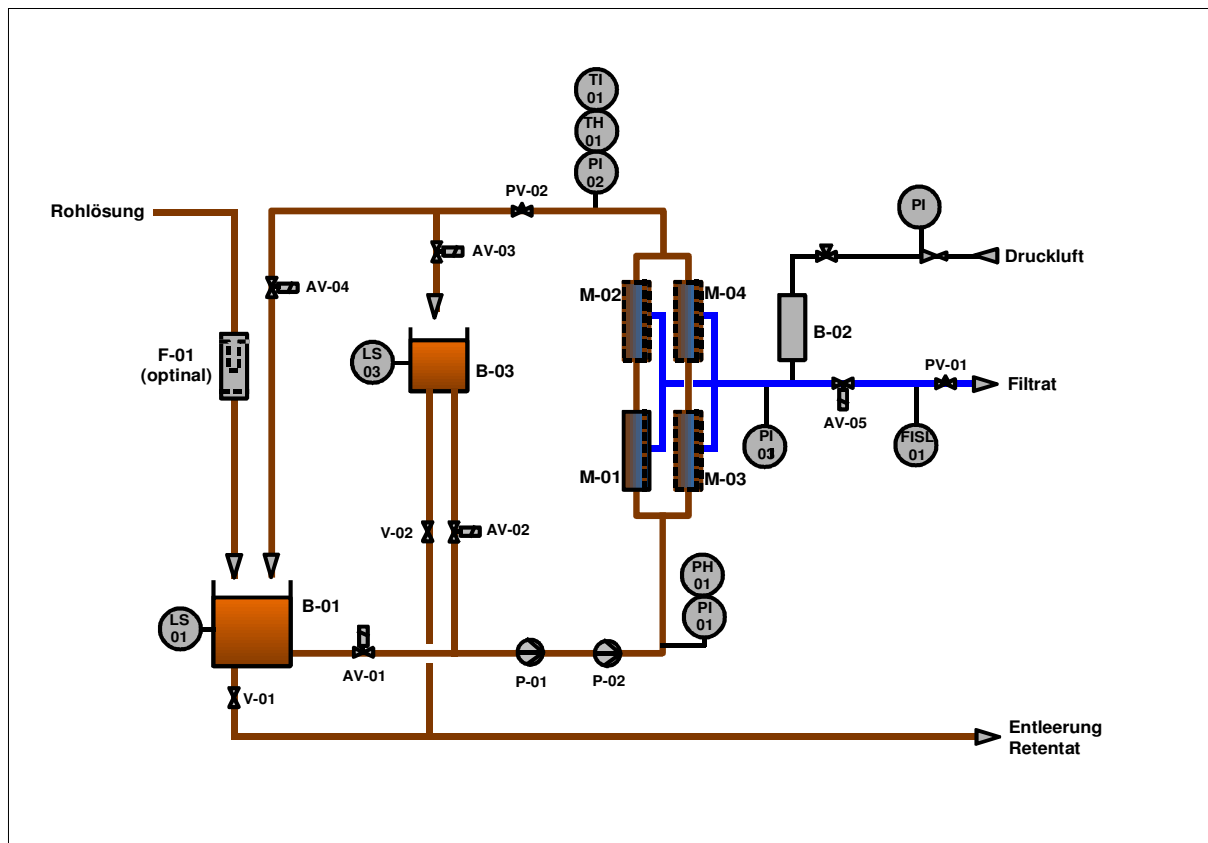 TI
01
TH
01
PI
02
PV-02
PI
Rohlösung
AV-03
Druckluft
AV-04
M-02
M-04
B-02
F-01
(optinal)
LS
03
B-03
PV-01
Filtrat
AV-05
PI
03
FISL
01
M-01
M-03
V-02
AV-02
PH
01
PI
01
B-01
LS
01
AV-01
P-01
P-02
V-01
Entleerung
Retentat